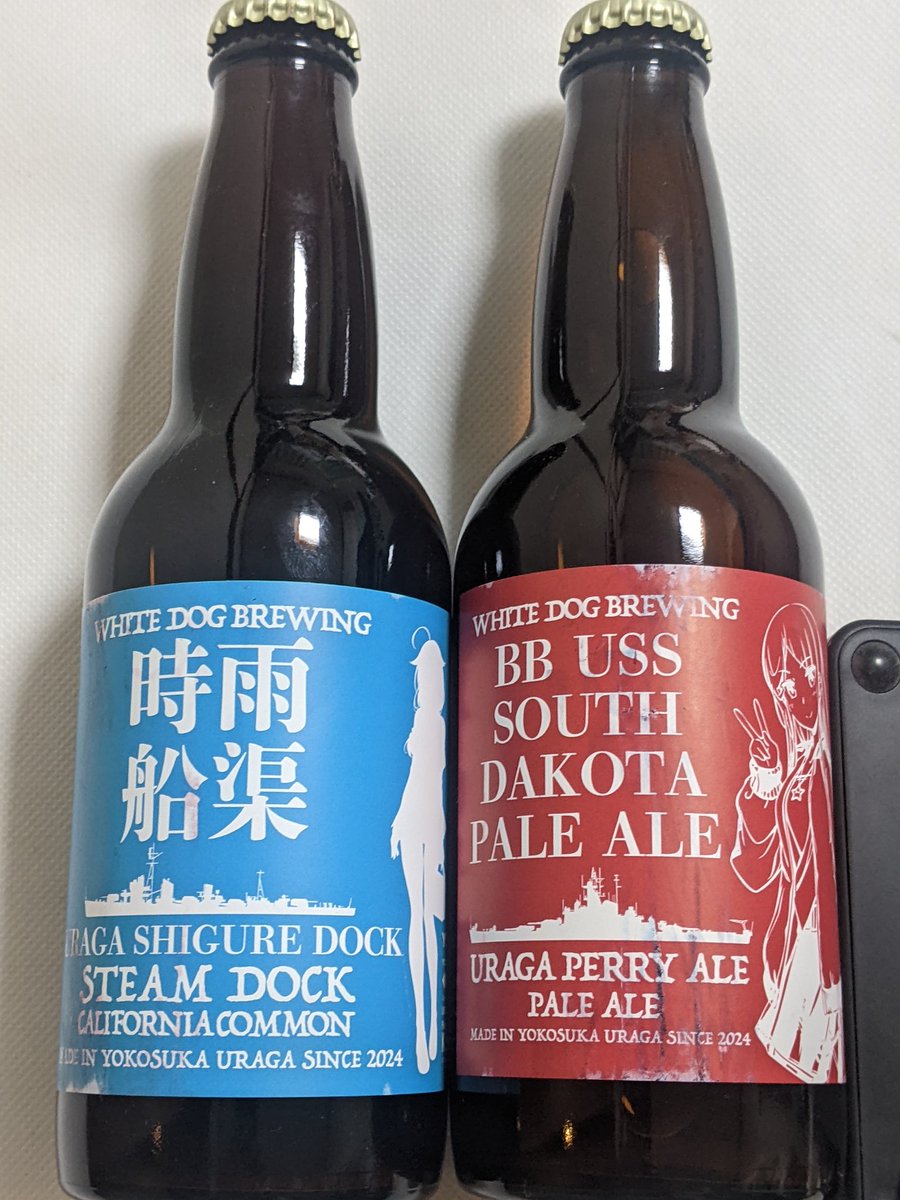 WHITE DOG BREWING
時雨
船渠
URAGA SHIGURE DOCK
STEAM DOCK
CALIFORNIA COMMON
MADE IN YOKOSUKA URAGA SINCE 2024
WHITE DOG BREWING
BB USS
SOUTH
DAKOTA
PALE ALE
URAGA PERRY ALE
PALE ALE
MADE IN YOKOSUKA URAGA SINCE 2024